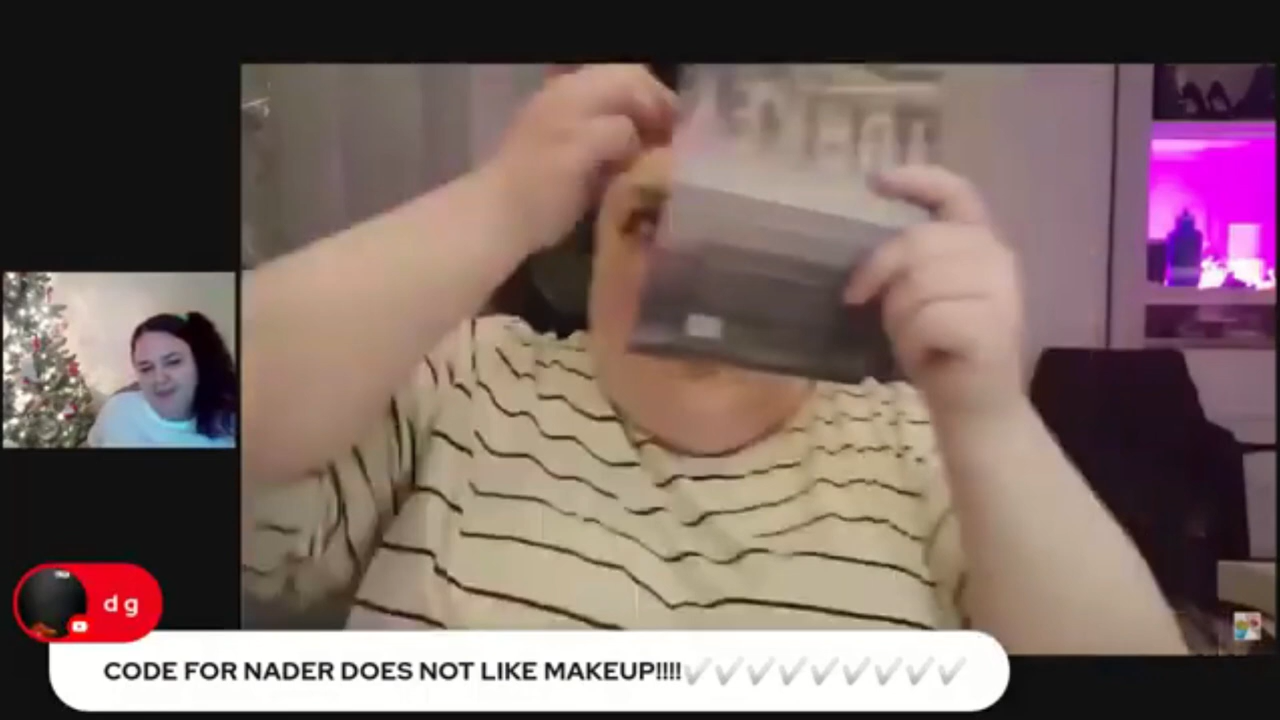 d g
CODE FOR NADER DOES NOT LIKE MAKEUP!!!!✓✓✓✓✓✓✓✓✓